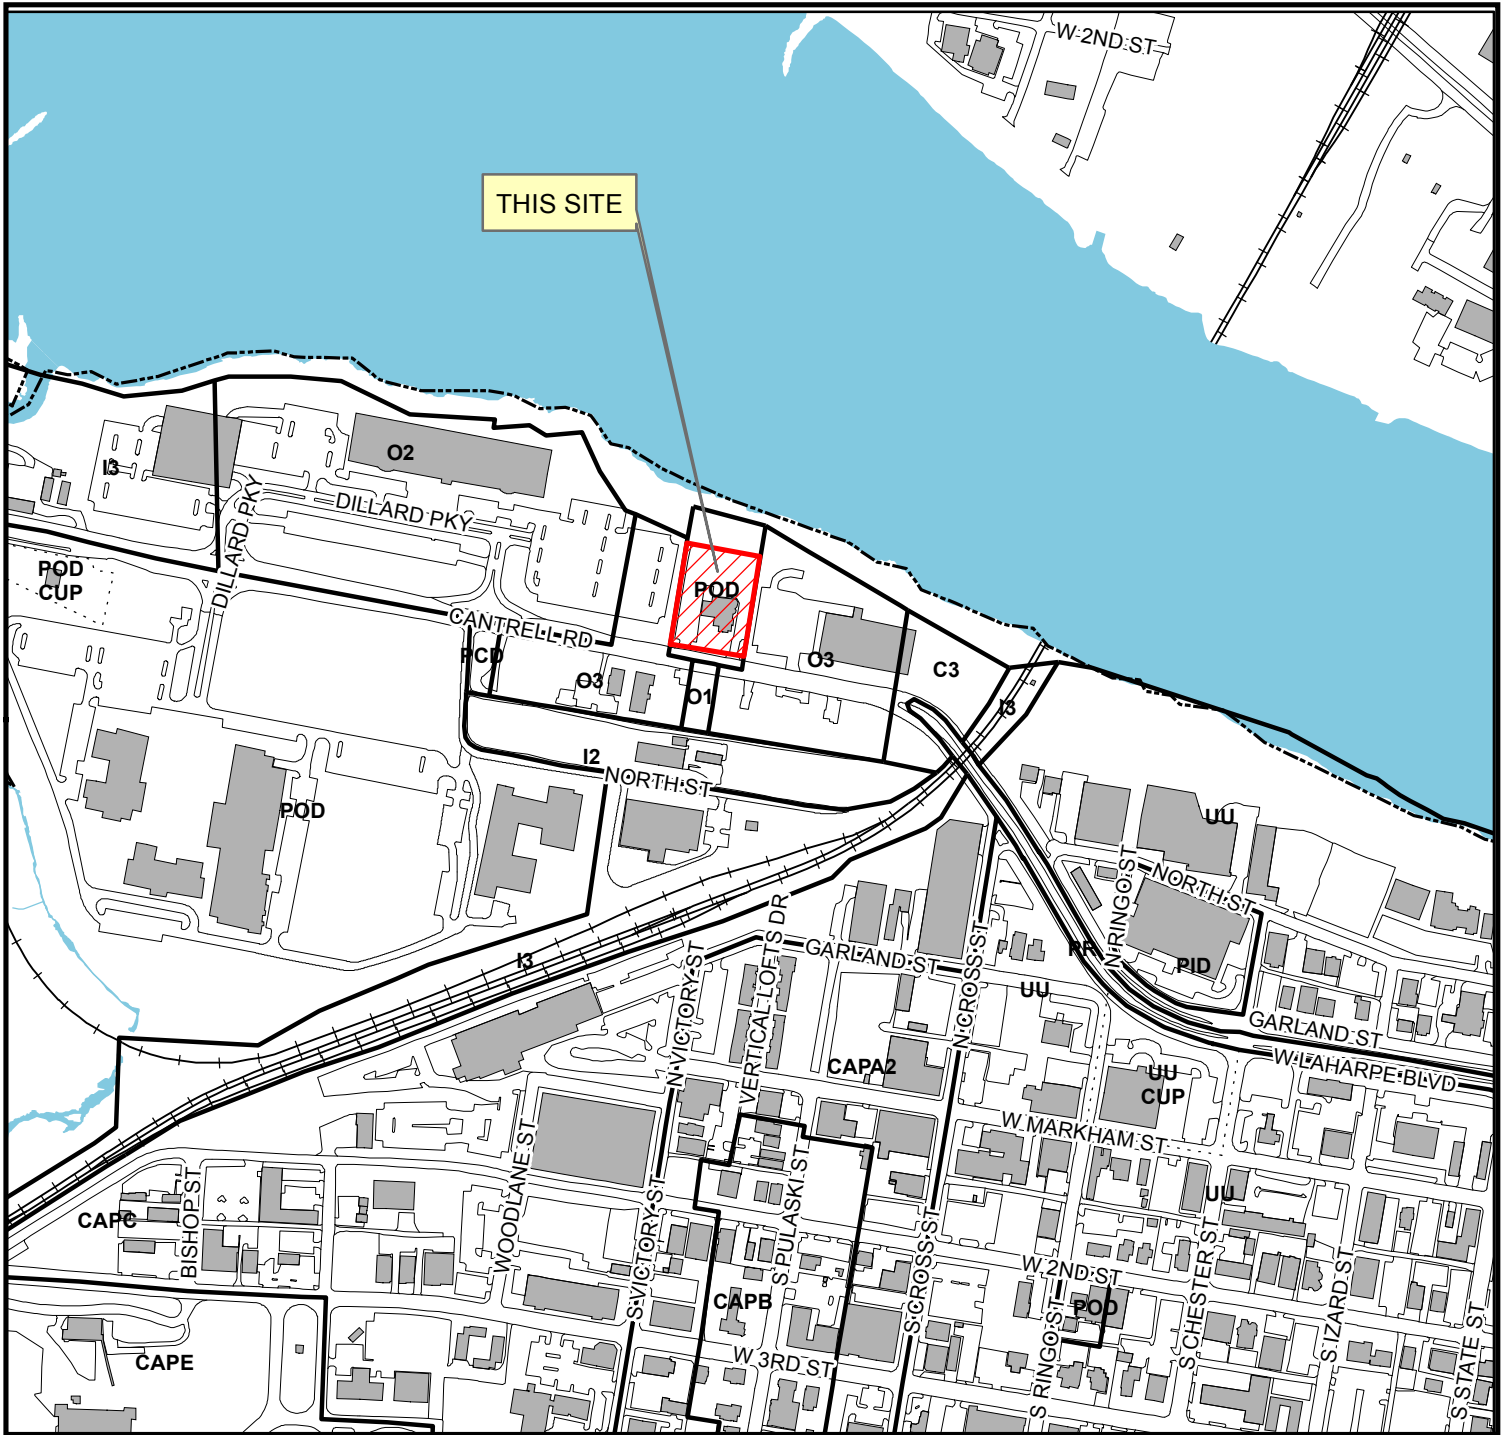 W 2ND ST
THIS SITE
O2
I3
DILLARD PKY
DILLARD PKY
POD
CUP
POD
CANTRELL RD
PCD
O3
O1
O3
C3
I3
I2
NORTH ST
POD
UU
NORTH ST
N RINGO ST
PR
PID
I3
GARLAND ST
N CROSS ST
UU
N VICTORY ST
VERTICAL LOFTS DR
GARLAND ST
W LAHARPE BLVD
CAPA2
UU
CUP
W MARKHAM ST
WOODLANE ST
BISHOP ST
CAPC
S VICTORY ST
S PULASKI ST
S CROSS ST
UU
W 2ND ST
S CHESTER ST
S IZARD ST
S STATE ST
CAPB
POD
S RINGO ST
CAPE
W 3RD ST